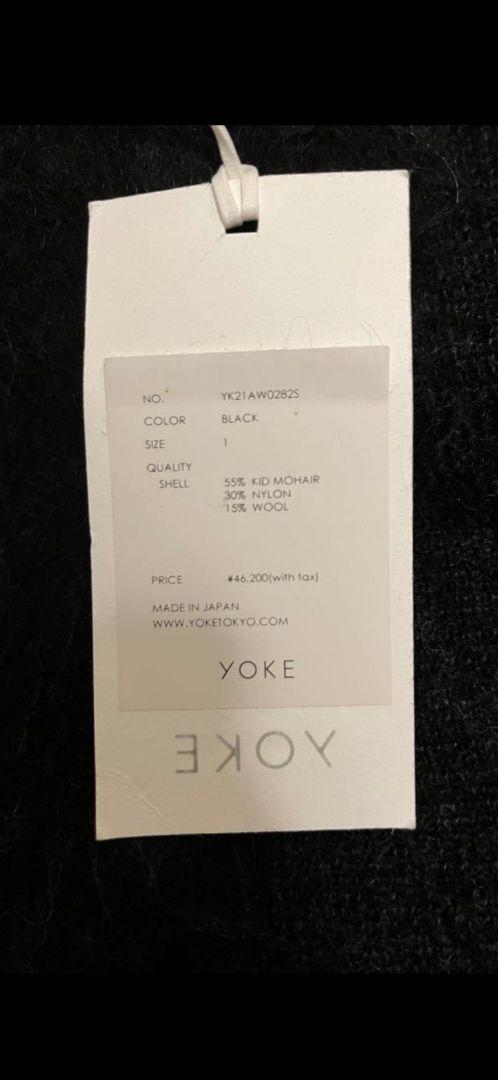 NO. YK21AW0282S
COLOR BLACK
SIZE 1
QUALITY
SHELL 55% KID MOHAIR
30% NYLON
15% WOOL
PRICE ¥46,200(with tax)
MADE IN JAPAN
WWW.YOKETOKYO.COM
YOKE
YOKE